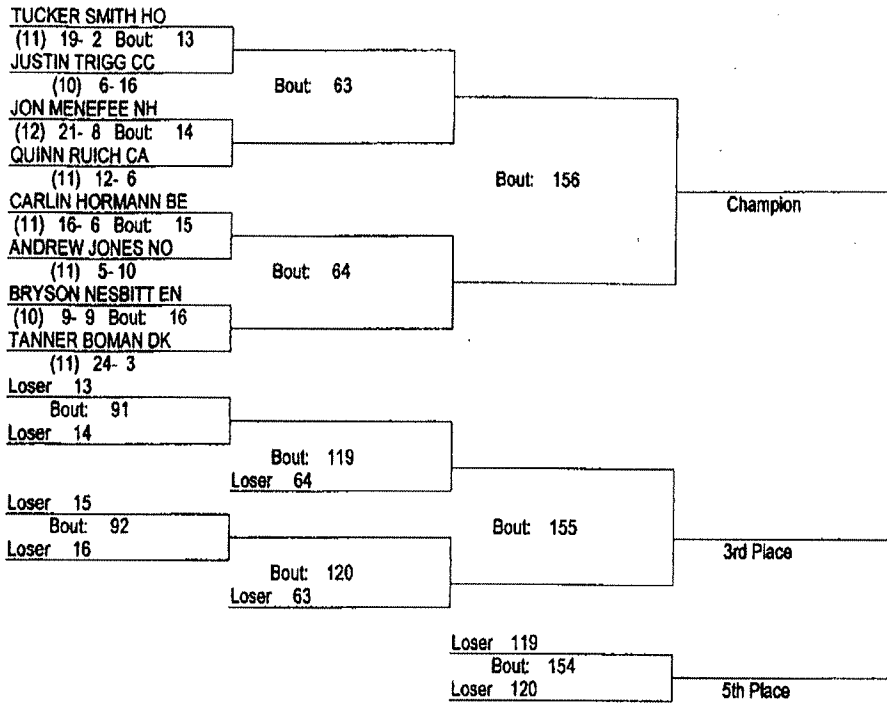 TUCKER SMITH HO
(11) 19- 2 Bout: 13
JUSTIN TRIGG CC
(10) 6- 16
Bout: 63
JON MENEFEE NH
(12) 21- 8 Bout: 14
QUINN RUICH CA
(11) 12- 6
Bout: 156
CARLIN HORMANN BE
Champion
(11) 16- 6 Bout: 15
ANDREW JONES NO
(11) 5- 10
Bout: 64
BRYSON NESBITT EN
(10) 9- 9 Bout: 16
TANNER BOMAN DK
(11) 24- 3
Loser 13
Bout: 91
Loser 14
Bout: 119
Loser 64
Loser 15
Bout: 92
Bout: 155
Loser 16
3rd Place
Bout: 120
Loser 63
Loser 119
Bout: 154
Loser 120
5th Place